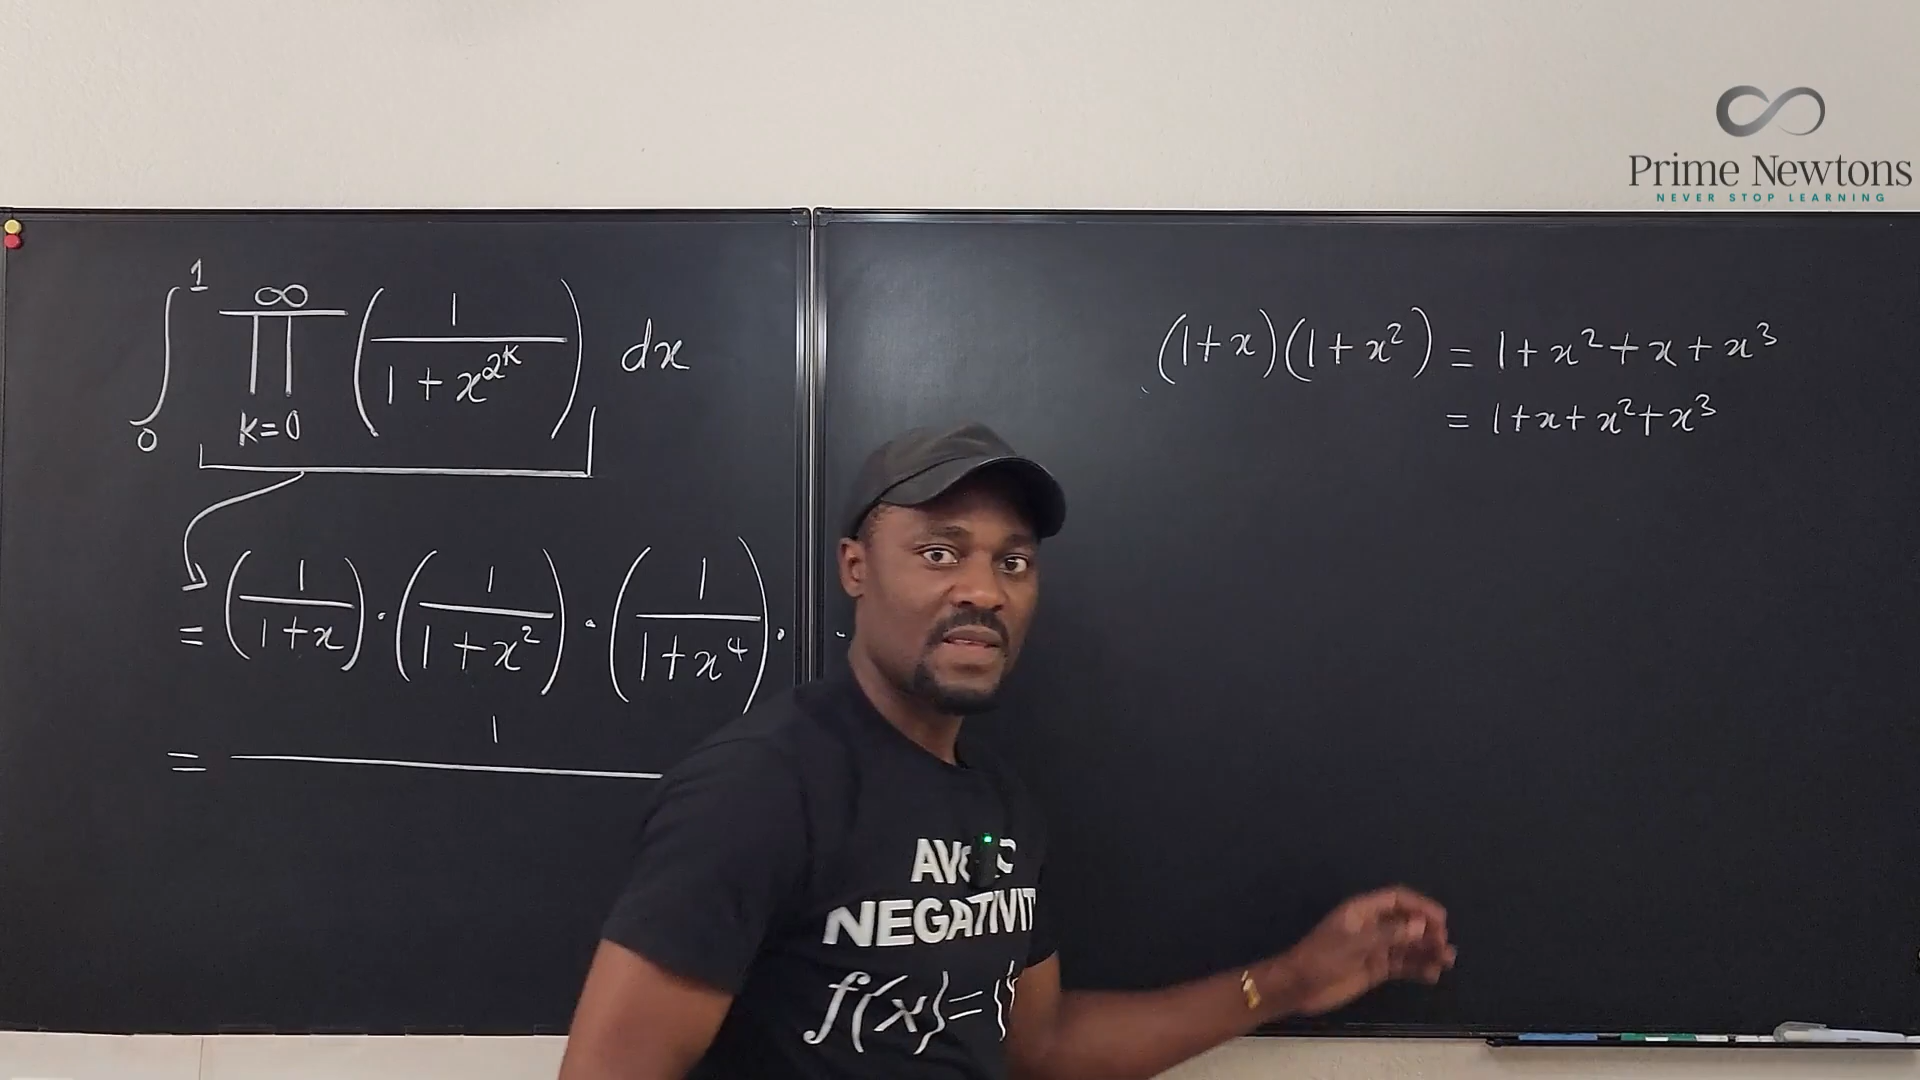 Prime Newtons
NEVER STOP LEARNING
∫₀¹ ∏_{k=0}^{∞} (1/(1+x^{2^k})) dx
= (1/(1+x)) · (1/(1+x²)) · (1/(1+x⁴)) · ·
= 1/
(1+x)(1+x²) = 1+x²+x+x³
= 1+x+x²+x³
NEGATIVIT
f(x)=